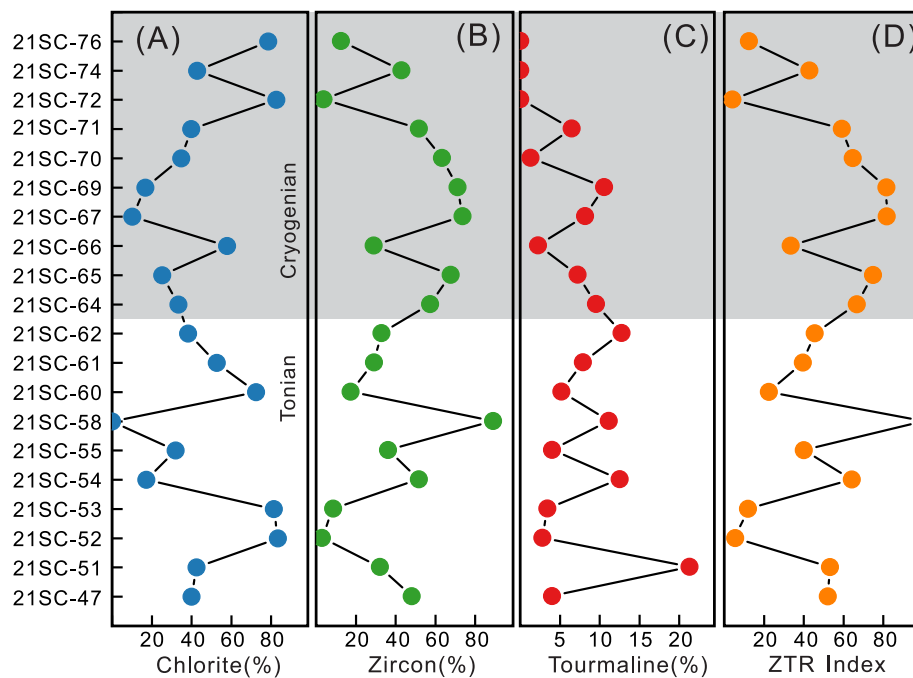 (A) (B) (C) (D)
21SC-76
21SC-74
21SC-72
21SC-71
21SC-70
21SC-69
21SC-67
21SC-66
21SC-65
21SC-64
21SC-62
21SC-61
21SC-60
21SC-58
21SC-55
21SC-54
21SC-53
21SC-52
21SC-51
21SC-47
Cryogenian
Tonian
20 40 60 80 20 40 60 80 5 10 15 20 20 40 60 80
Chlorite(%) Zircon(%) Tourmaline(%) ZTR Index